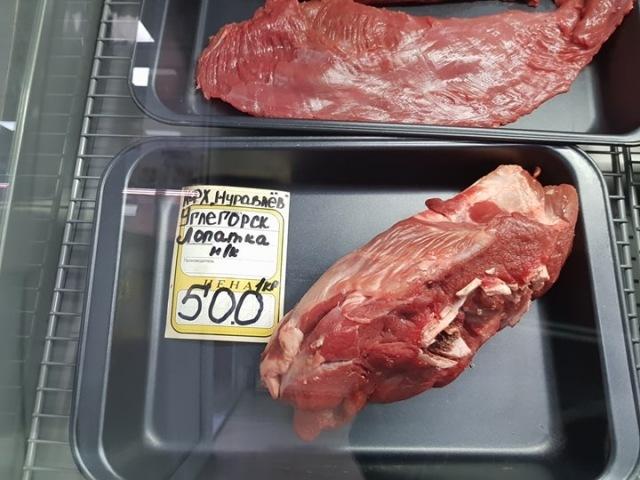 КФХ Муравлёв
Углегорск
Лопатка
н/к
Производитель
ЦЕНА 1кг
500